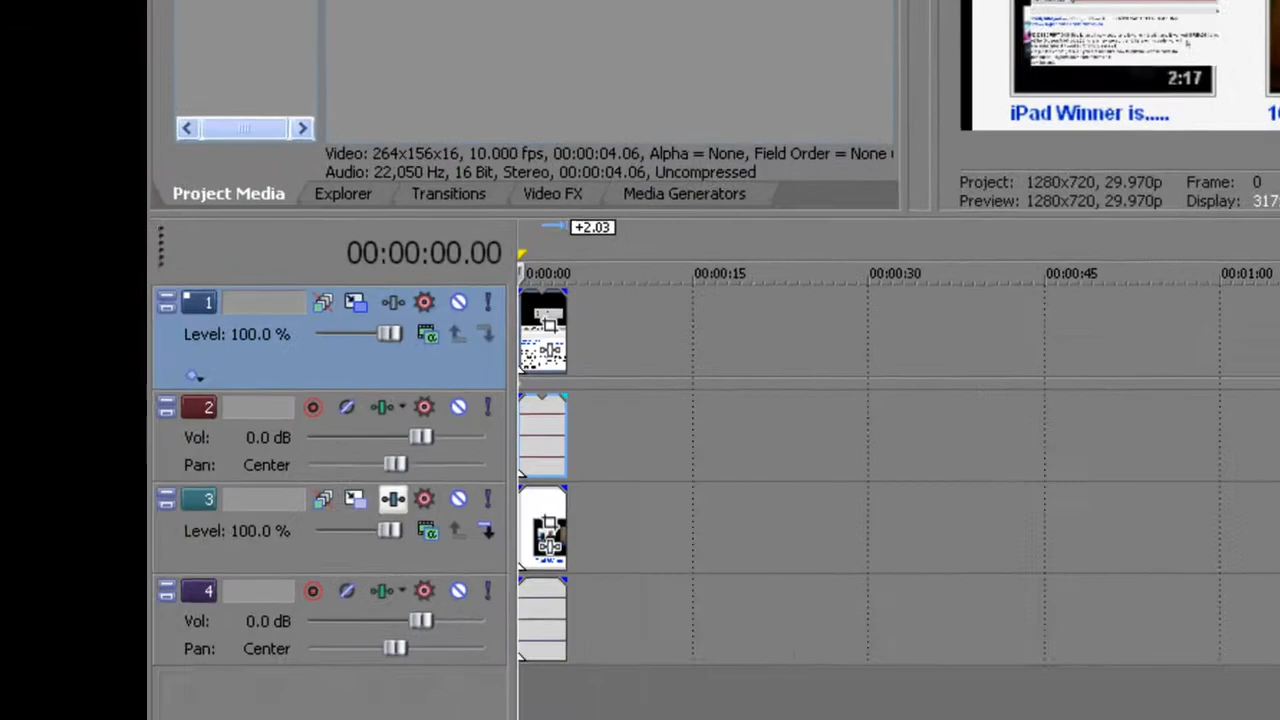 2:17
iPad Winner is.....
Video: 264x156x16, 10.000 fps, 00:00:04.06, Alpha = None, Field Order = None
Audio: 22,050 Hz, 16 Bit, Stereo, 00:00:04.06, Uncompressed
Project Media Explorer Transitions Video FX Media Generators
Project: 1280x720, 29.970p Frame: 0
Preview: 1280x720, 29.970p Display: 317
+2.03
00:00:00.00
0:00:00 00:00:15 00:00:30 00:00:45 00:01:00
1
Level: 100.0 %
2
Vol: 0.0 dB
Pan: Center
3
Level: 100.0 %
4
Vol: 0.0 dB
Pan: Center